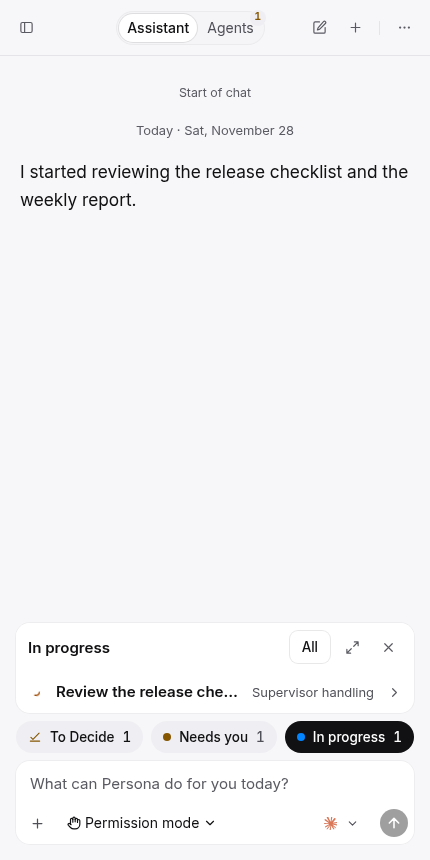 Assistant
Agents
1
Start of chat
Today · Sat, November 28
I started reviewing the release checklist and the
weekly report.
In progress
All
Review the release che...
Supervisor handling
To Decide 1
Needs you 1
In progress 1
What can Persona do for you today?
Permission mode